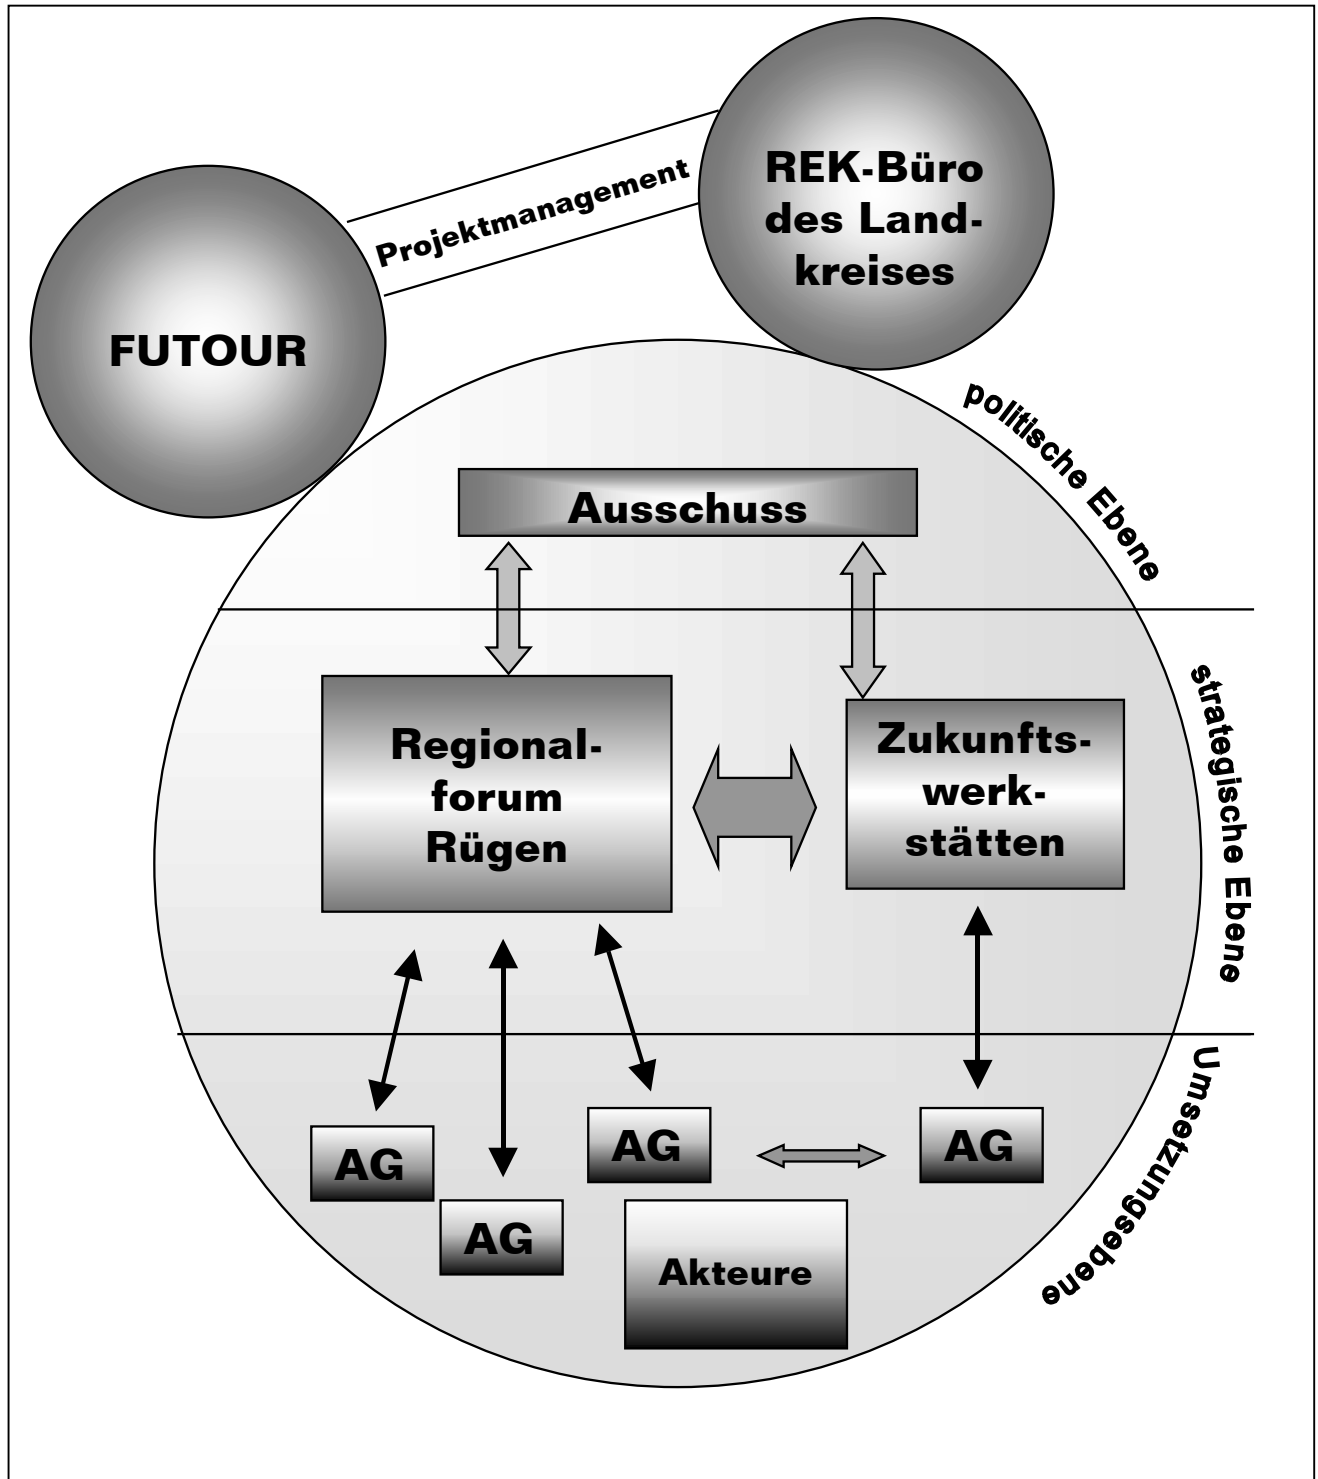 REK-Büro
des Land-
kreises
Projektmanagement
FUTOUR
politische Ebene
Ausschuss
strategische Ebene
Regional-
forum
Rügen
Zukunfts-
werk-
stätten
Umsetzungsebene
AG
AG
AG
AG
Akteure